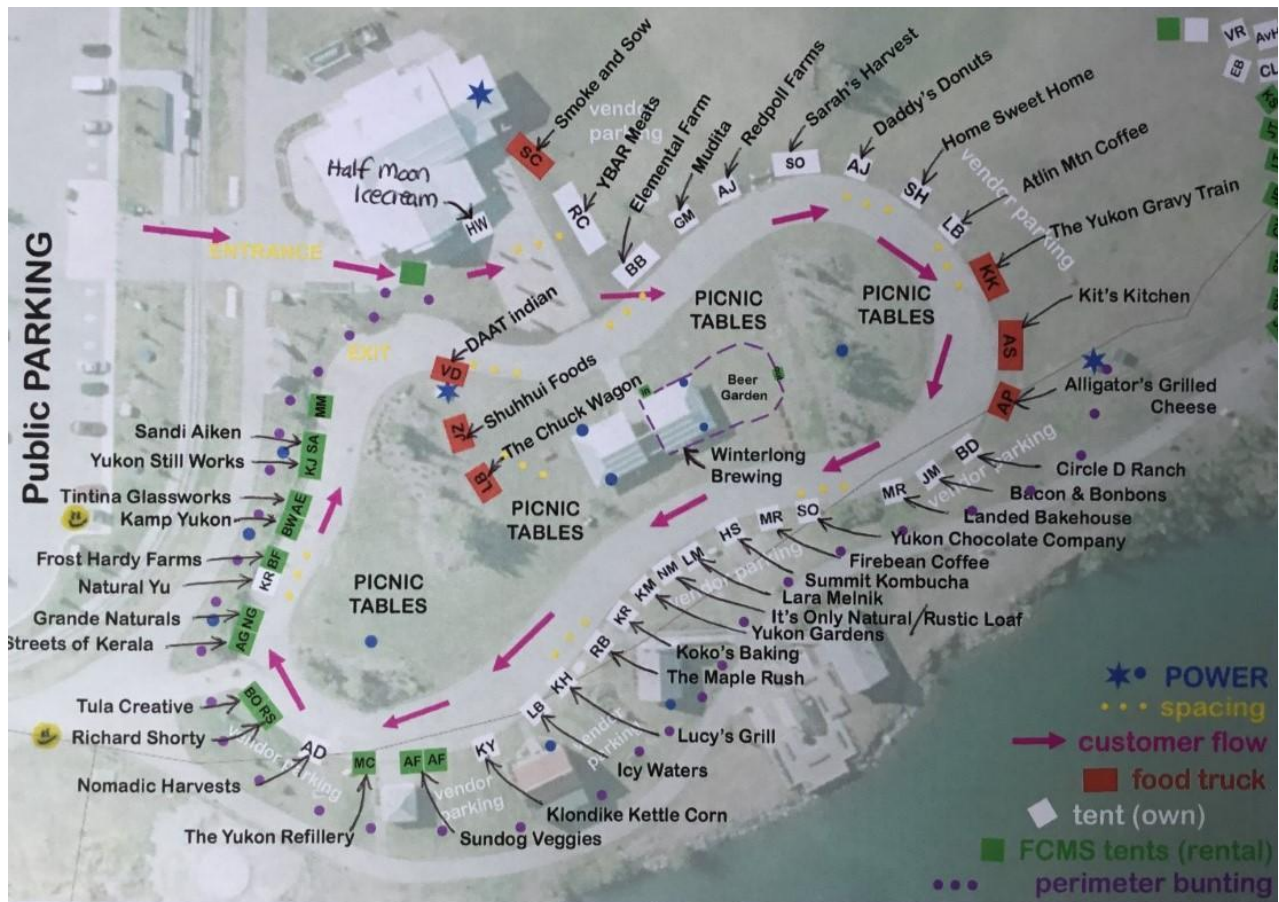 Public PARKING
ENTRANCE
EXIT
Half Moon
Icecream
HW
vendor
parking
SC
Smoke and Sow
RC
YBAR Meats
BB
Elemental Farm
GM
Mudita
AJ
Redpoll Farms
SO
Sarah's Harvest
AJ
Daddy's Donuts
SH
Home Sweet Home
LB
Atlin Mtn Coffee
vendor parking
KK
The Yukon Gravy Train
AS
Kit's Kitchen
AP
Alligator's Grilled
Cheese
VR
AvH
EB
CL
PICNIC
TABLES
PICNIC
TABLES
Beer
Garden
Winterlong
Brewing
VD
DAAT indian
Shuhhui Foods
LB
The Chuck Wagon
PICNIC
TABLES
PICNIC
TABLES
BD
Circle D Ranch
JM
Bacon & Bonbons
MR
Landed Bakehouse
vendor parking
SO
Yukon Chocolate Company
MR
Firebean Coffee
HS
Summit Kombucha
LM
Lara Melnik
NM
It's Only Natural / Rustic Loaf
KM
Yukon Gardens
vendor parking
KR
Koko's Baking
RB
The Maple Rush
KH
Lucy's Grill
LB
Icy Waters
vendor
parking
KY
Klondike Kettle Corn
AF AF
Sundog Veggies
vendor
parking
MC
The Yukon Refillery
AD
Nomadic Harvests
vendor parking
BO RS
Richard Shorty
Tula Creative
AG NG
Streets of Kerala
Grande Naturals
KR BF
Natural Yu
Frost Hardy Farms
BW AE
Kamp Yukon
Tintina Glassworks
KJ SA
Yukon Still Works
Sandi Aiken
MM
POWER
spacing
customer flow
food truck
tent (own)
FCMS tents (rental)
perimeter bunting